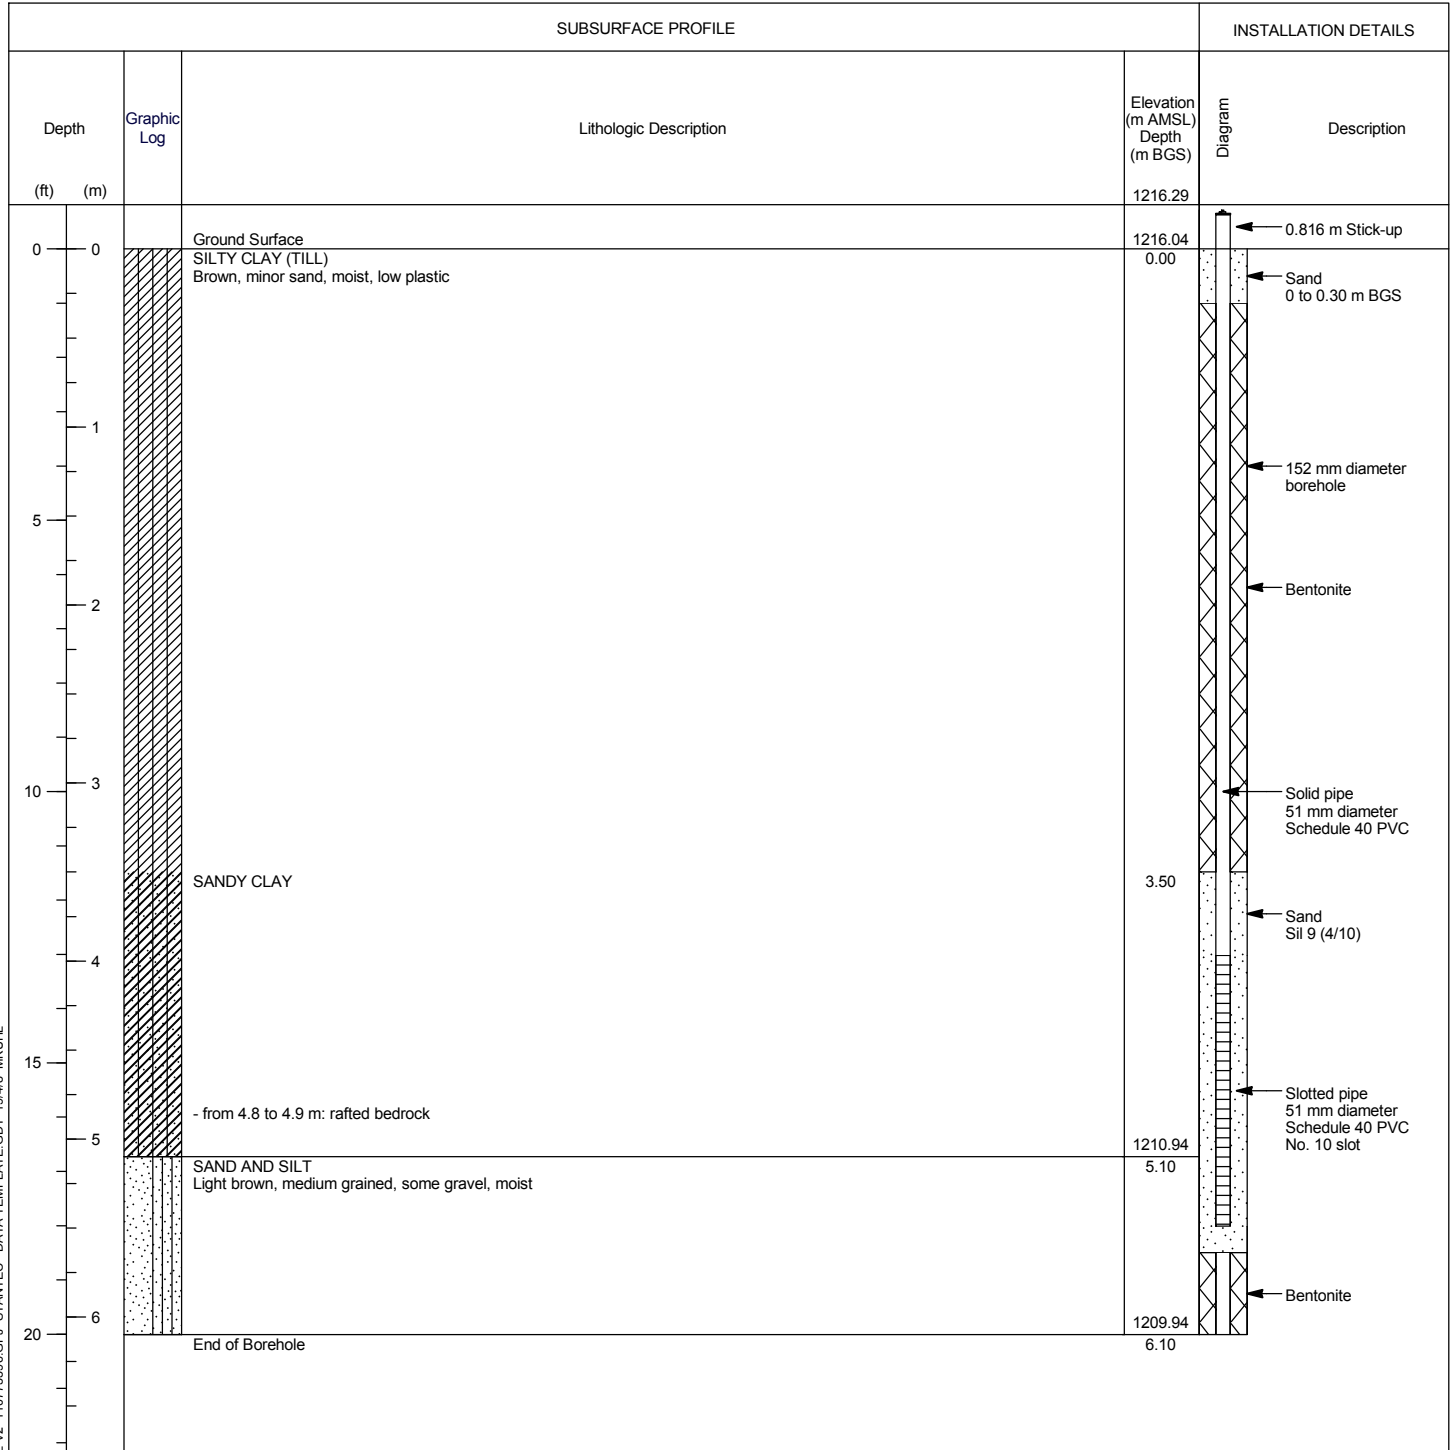 SUBSURFACE PROFILE
INSTALLATION DETAILS
Depth
Graphic
Log
Lithologic Description
Elevation
(m AMSL)
Depth
(m BGS)
Diagram
Description
(ft)
(m)
1216.29
Ground Surface
1216.04
0.816 m Stick-up
0
0
SILTY CLAY (TILL)
0.00
Brown, minor sand, moist, low plastic
Sand
0 to 0.30 m BGS
1
152 mm diameter
borehole
5
Bentonite
2
3
10
Solid pipe
51 mm diameter
Schedule 40 PVC
SANDY CLAY
3.50
Sand
Sil 9 (4/10)
4
15
Slotted pipe
51 mm diameter
Schedule 40 PVC
No. 10 slot
- from 4.8 to 4.9 m: rafted bedrock
5
1210.94
SAND AND SILT
5.10
Light brown, medium grained, some gravel, moist
Bentonite
6
1209.94
20
End of Borehole
6.10